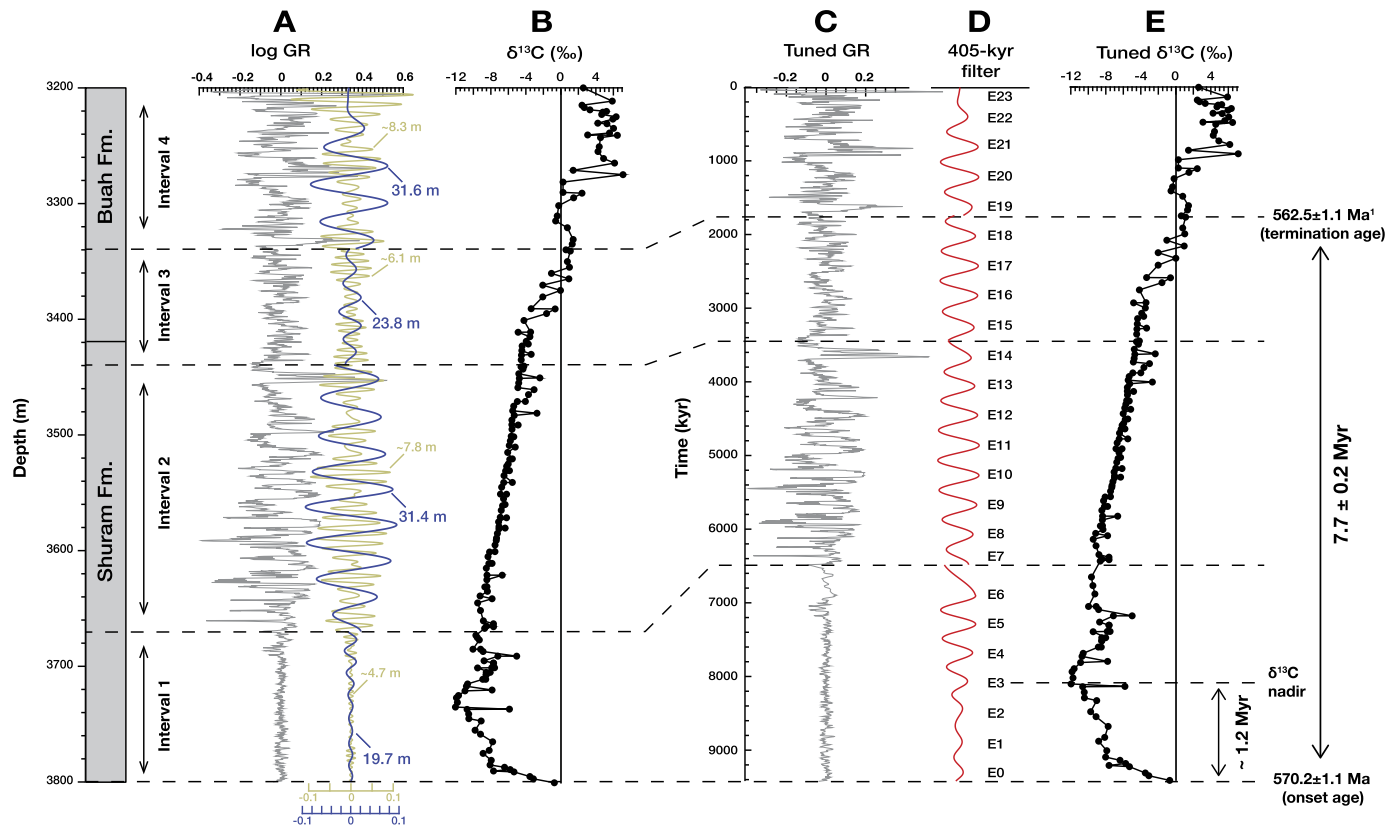 A
B
C
D
E
log GR
δ¹³C (‰)
Tuned GR
405-kyr
filter
Tuned δ¹³C (‰)
-0.4 -0.2 0 0.2 0.4 0.6
-12 -8 -4 0 4
-0.2 0 0.2
-12 -8 -4 0 4
Depth (m)
3200
3300
3400
3500
3600
3700
3800
Buah Fm.
Shuram Fm.
Interval 4
Interval 3
Interval 2
Interval 1
~8.3 m
31.6 m
~6.1 m
23.8 m
~7.8 m
31.4 m
~4.7 m
19.7 m
-0.1 0 0.1
-0.1 0 0.1
Time (kyr)
0
1000
2000
3000
4000
5000
6000
7000
8000
9000
E23
E22
E21
E20
E19
E18
E17
E16
E15
E14
E13
E12
E11
E10
E9
E8
E7
E6
E5
E4
E3
E2
E1
E0
562.5±1.1 Ma¹
(termination age)
7.7 ± 0.2 Myr
δ¹³C
nadir
~ 1.2 Myr
570.2±1.1 Ma
(onset age)